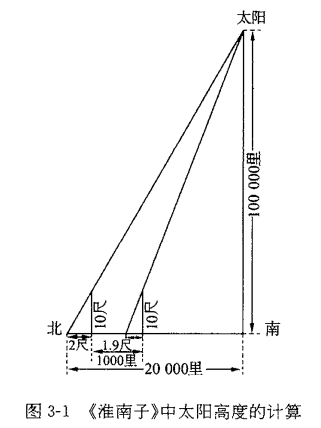 太阳
100 000里
10尺
10尺
北
南
2尺
1.9尺
1000里
20 000里
图 3-1 《淮南子》中太阳高度的计算